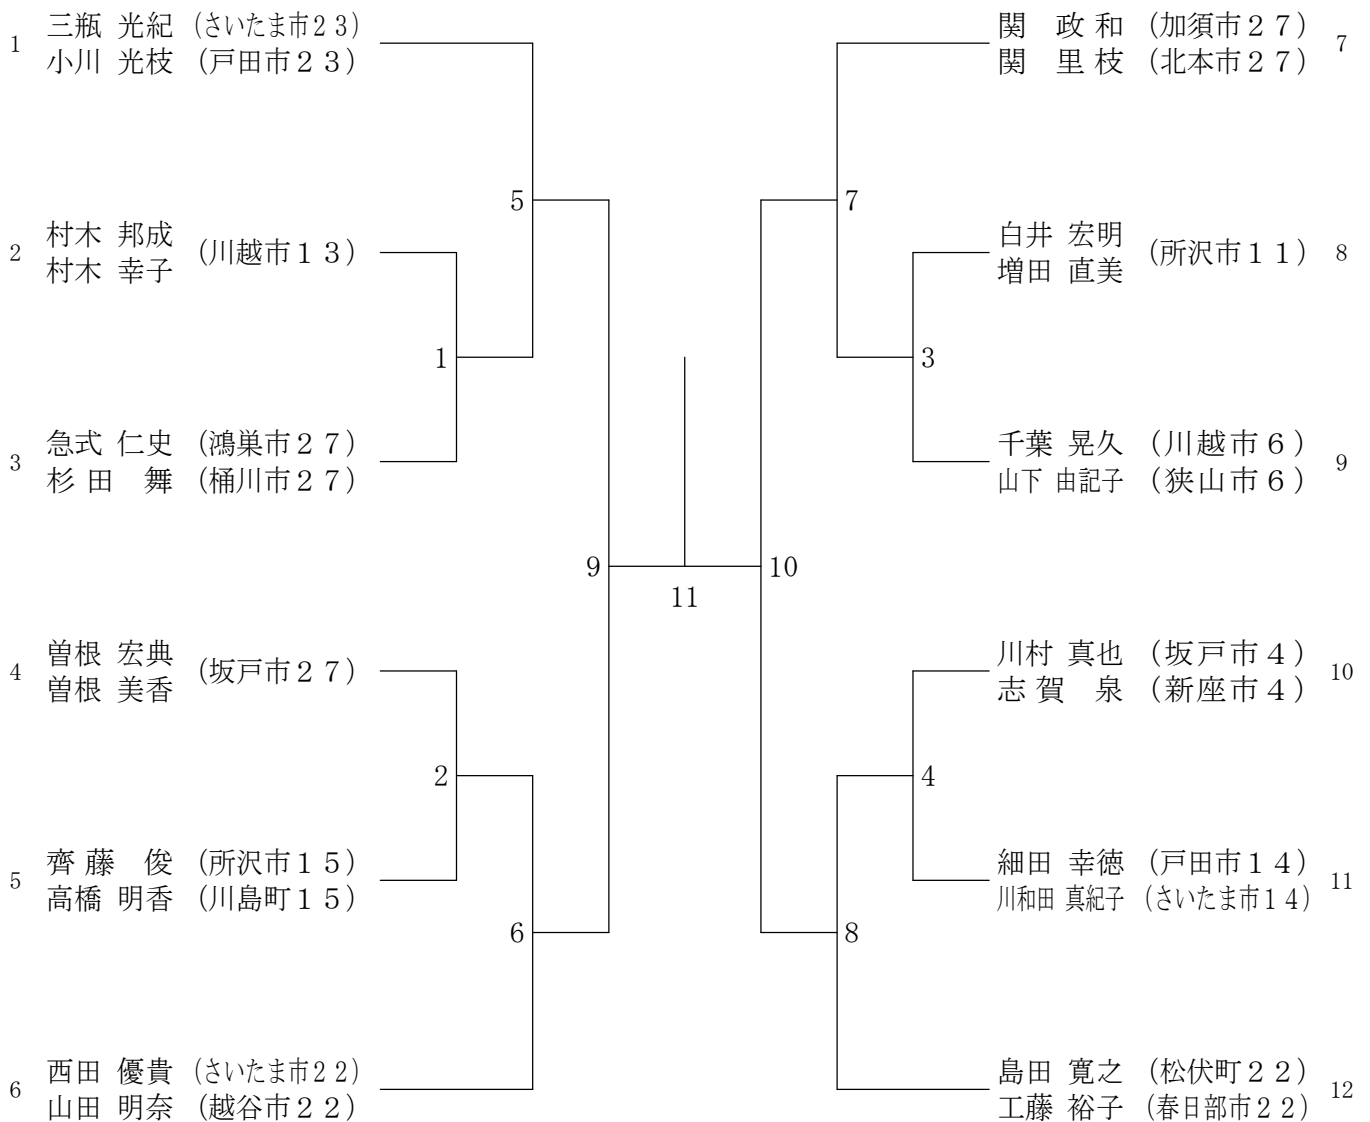 1 三瓶 光紀 (さいたま市23)
小川 光枝 (戸田市23)
2 村木 邦成 (川越市13)
村木 幸子
3 急式 仁史 (鴻巣市27)
杉田 舞 (桶川市27)
4 曽根 宏典 (坂戸市27)
曽根 美香
5 齊藤 俊 (所沢市15)
高橋 明香 (川島町15)
6 西田 優貴 (さいたま市22)
山田 明奈 (越谷市22)
5
1
2
6
9
11
10
7
3
4
8
関 政和 (加須市27) 7
関 里枝 (北本市27)
白井 宏明 (所沢市11) 8
増田 直美
千葉 晃久 (川越市6) 9
山下 由記子 (狭山市6)
川村 真也 (坂戸市4) 10
志賀 泉 (新座市4)
細田 幸徳 (戸田市14) 11
川和田 真紀子 (さいたま市14)
島田 寛之 (松伏町22) 12
工藤 裕子 (春日部市22)